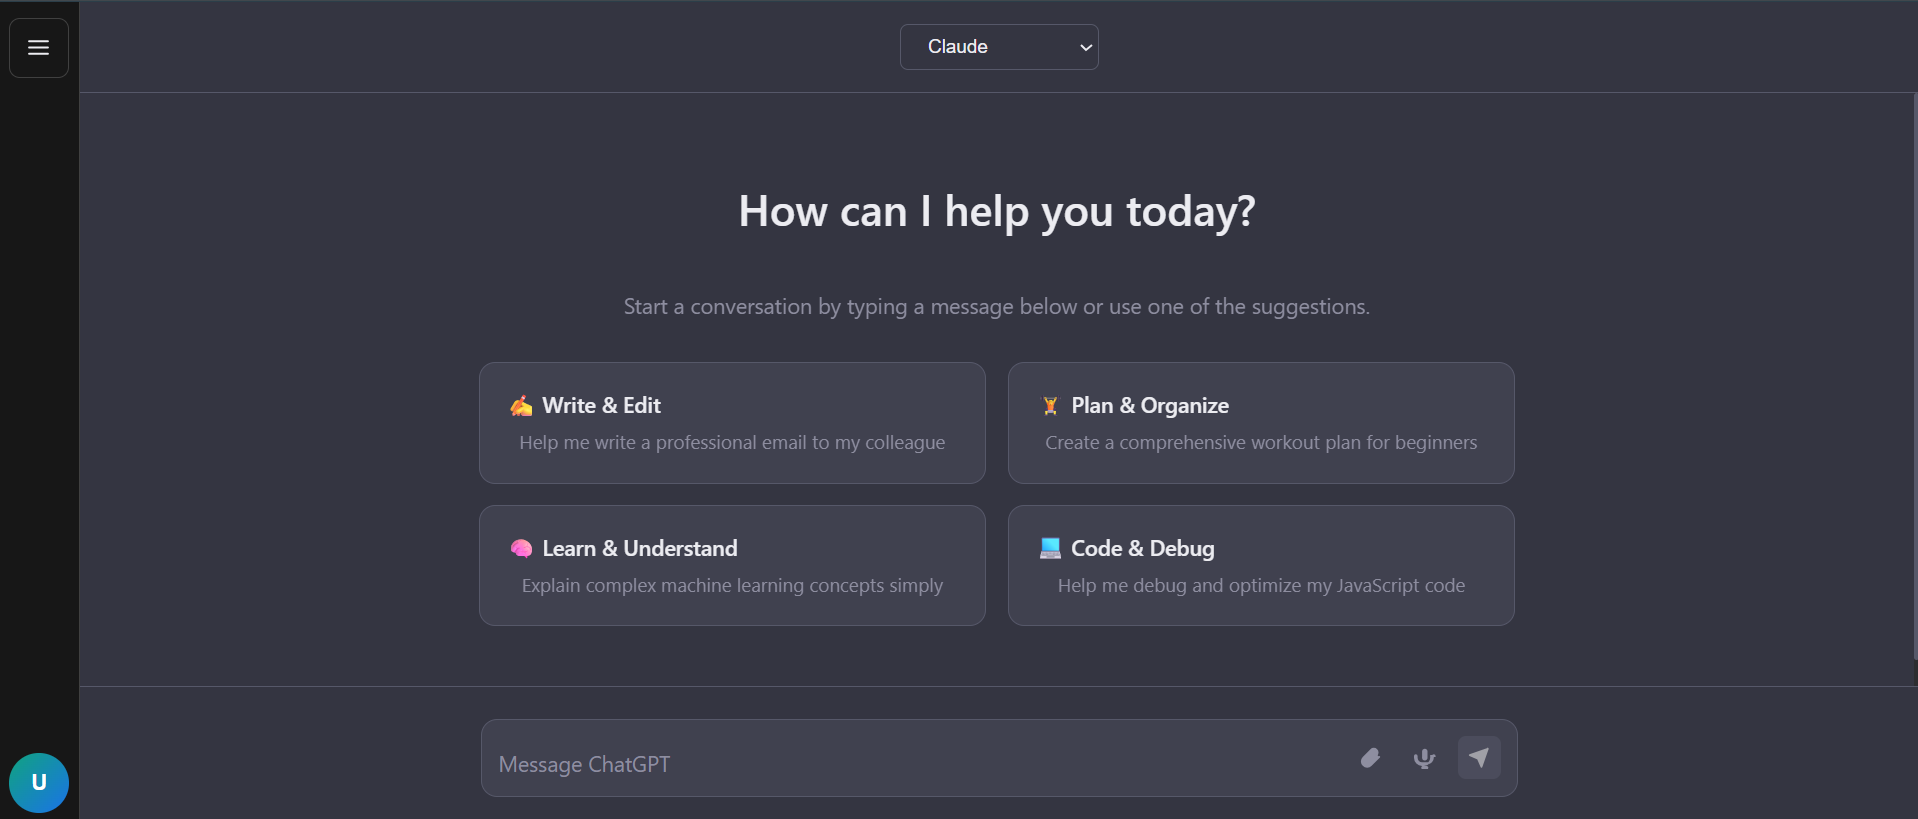 Claude
How can I help you today?
Start a conversation by typing a message below or use one of the suggestions.
✍️ Write & Edit
Help me write a professional email to my colleague
🏋️ Plan & Organize
Create a comprehensive workout plan for beginners
🧠 Learn & Understand
Explain complex machine learning concepts simply
💻 Code & Debug
Help me debug and optimize my JavaScript code
Message ChatGPT
U